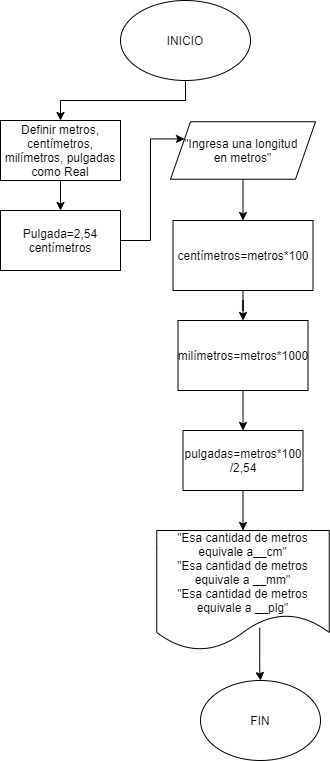 INICIO
Definir metros,
centímetros,
milímetros, pulgadas
como Real
Pulgada=2,54
centímetros
"Ingresa una longitud
en metros"
centímetros=metros*100
milímetros=metros*1000
pulgadas=metros*100
/2,54
"Esa cantidad de metros
equivale a__cm"
"Esa cantidad de metros
equivale a __mm"
"Esa cantidad de metros
equivale a __plg"
FIN